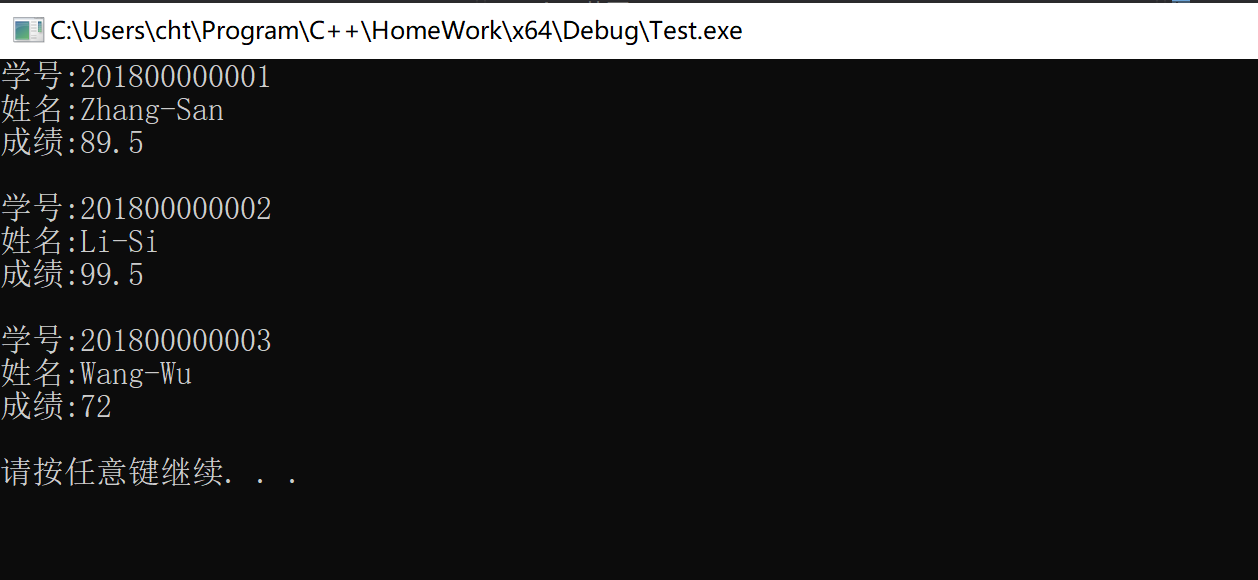 C:\Users\cht\Program\C++\HomeWork\x64\Debug\Test.exe
学号:201800000001
姓名:Zhang-San
成绩:89.5
学号:201800000002
姓名:Li-Si
成绩:99.5
学号:201800000003
姓名:Wang-Wu
成绩:72
请按任意键继续. . .